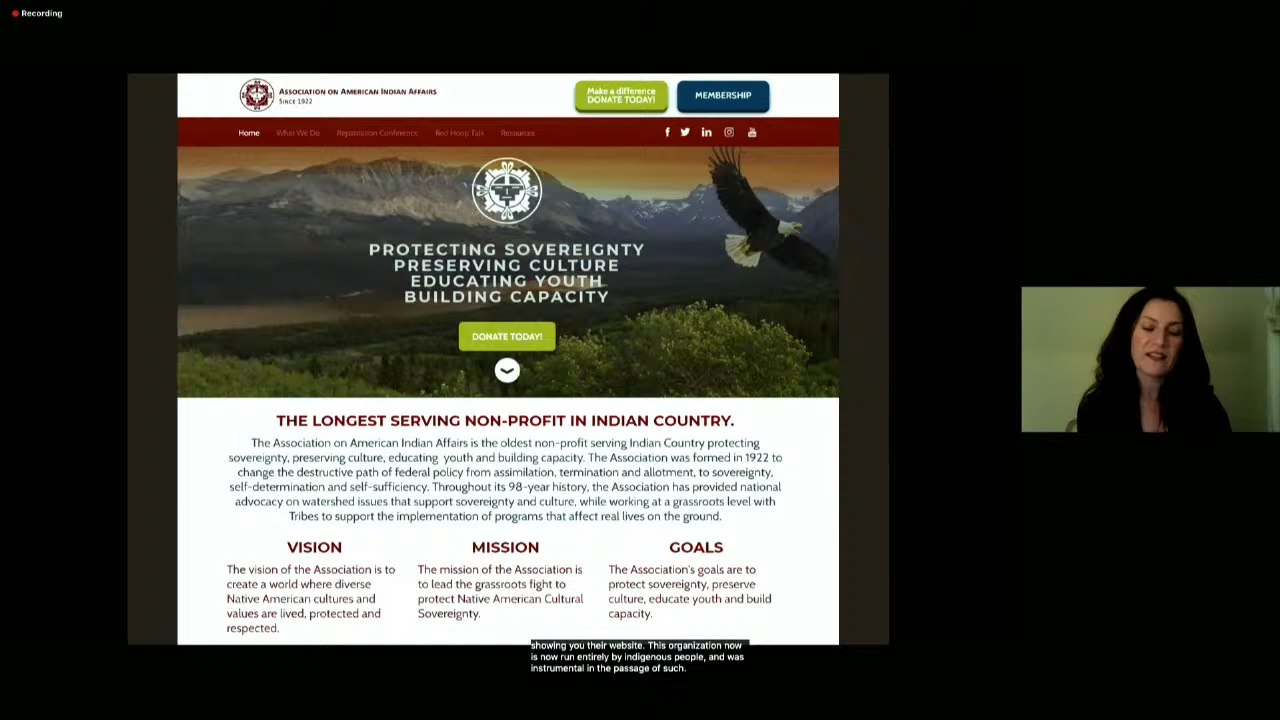 Recording
ASSOCIATION ON AMERICAN INDIAN AFFAIRS
SINCE 1922
Make a difference
DONATE TODAY!
MEMBERSHIP
Home What We Do Repatriation Conference Red Hoop Talk Resources
PROTECTING SOVEREIGNTY
PRESERVING CULTURE
EDUCATING YOUTH
BUILDING CAPACITY
DONATE TODAY!
THE LONGEST SERVING NON-PROFIT IN INDIAN COUNTRY.
The Association on American Indian Affairs is the oldest non-profit serving Indian Country protecting
sovereignty, preserving culture, educating youth and building capacity. The Association was formed in 1922 to
change the destructive path of federal policy from assimilation, termination and allotment, to sovereignty,
self-determination and self-sufficiency. Throughout its 98-year history, the Association has provided national
advocacy on watershed issues that support sovereignty and culture, while working at a grassroots level with
Tribes to support the implementation of programs that affect real lives on the ground.
VISION
The vision of the Association is to
create a world where diverse
Native American cultures and
values are lived, protected and
respected.
MISSION
The mission of the Association is
to lead the grassroots fight to
protect Native American Cultural
Sovereignty.
GOALS
The Association's goals are to
protect sovereignty, preserve
culture, educate youth and build
capacity.
showing you their website. This organization now
is now run entirely by indigenous people, and was
instrumental in the passage of such.